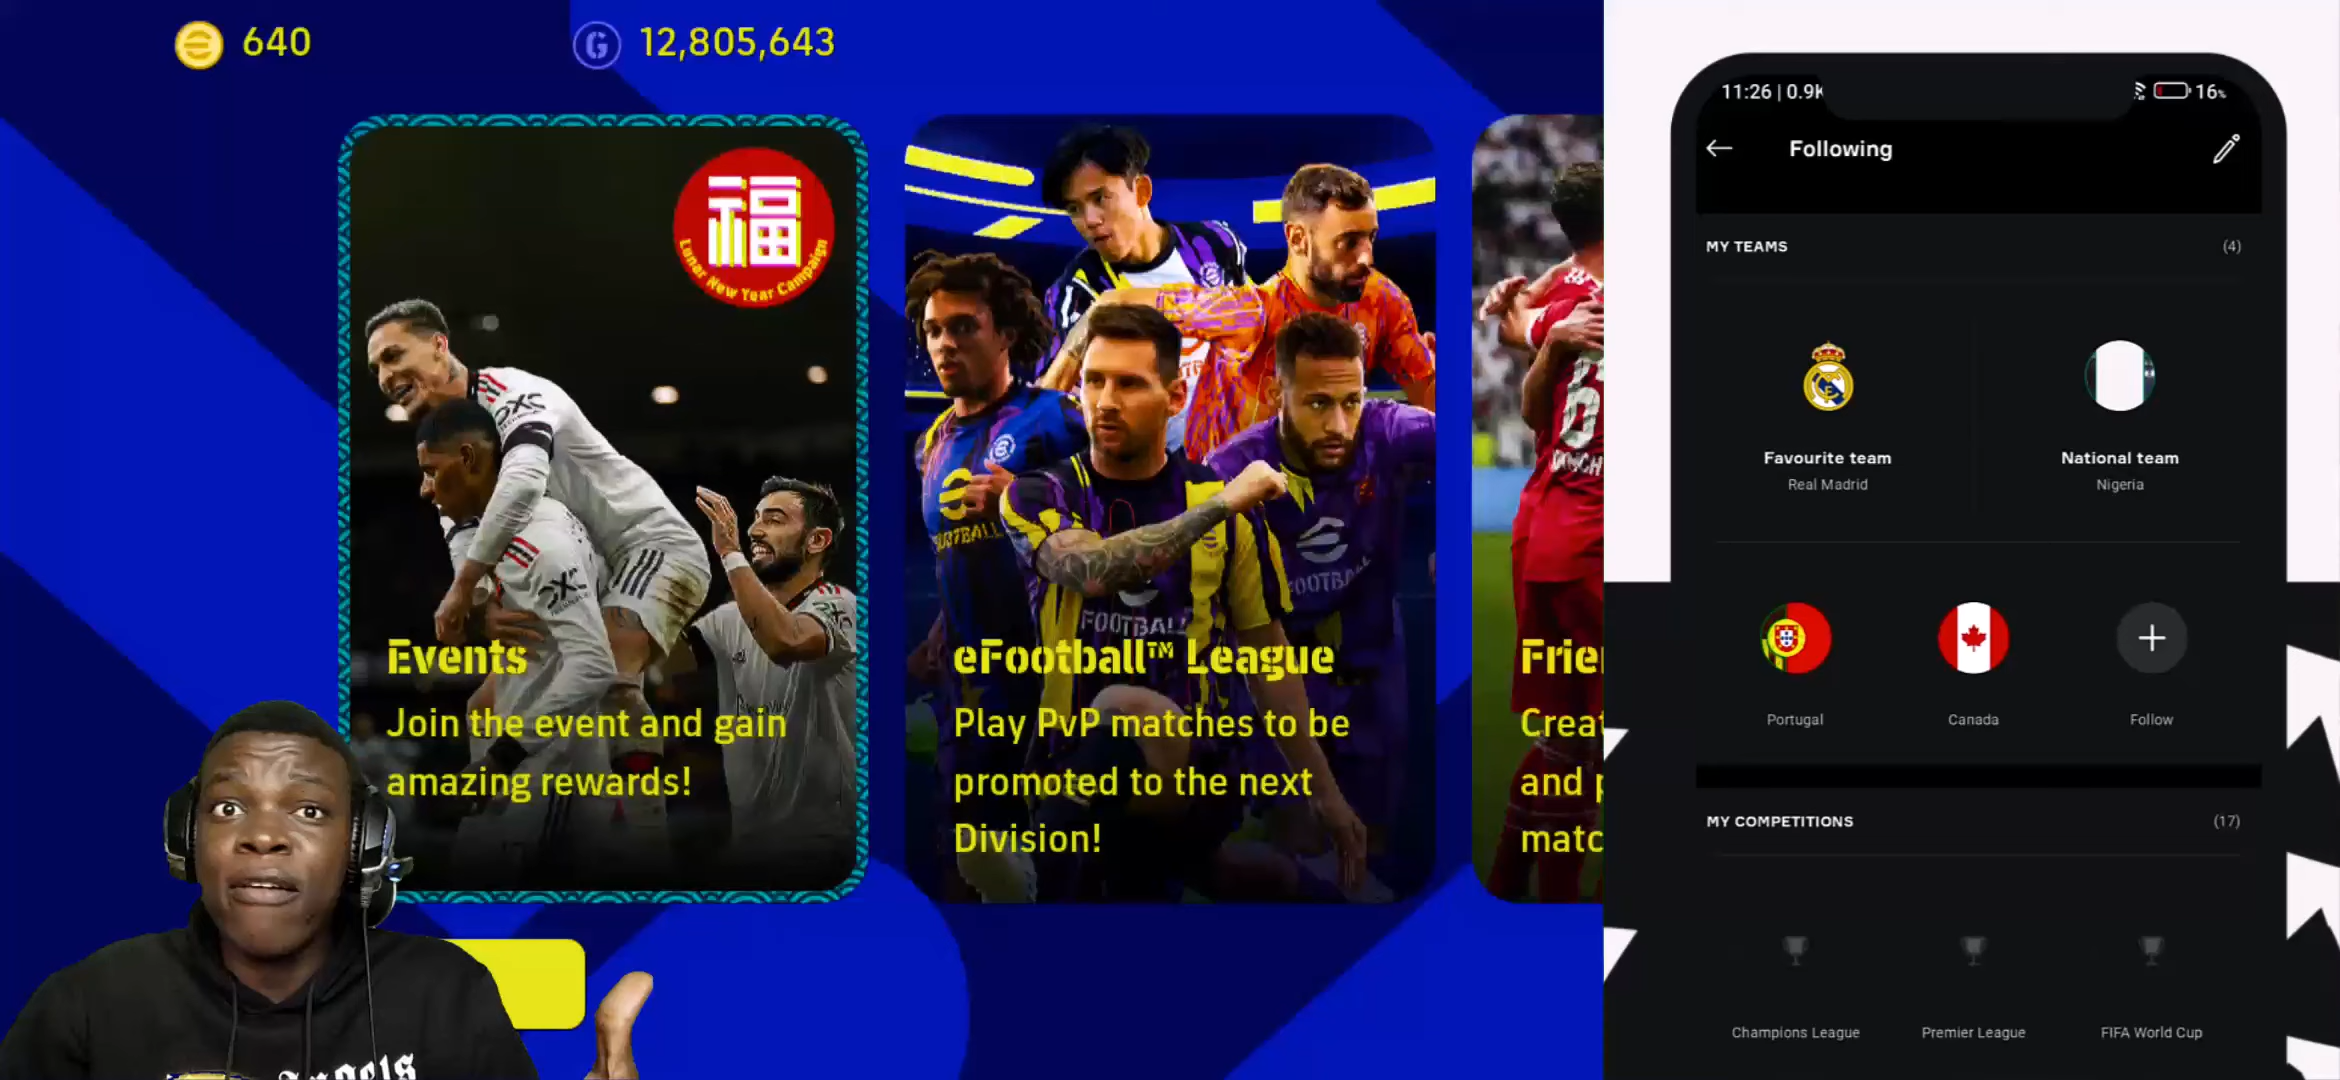 640
12,805,643
福
Lunar New Year Campaign
Events
Join the event and gain
amazing rewards!
FOOTBALL
FOOTBALL
eFootball™ League
Play PvP matches to be
promoted to the next
Division!
11:26 | 0.9K
16%
Following
MY TEAMS
(4)
Favourite team
Real Madrid
National team
Nigeria
Portugal
Canada
Follow
MY COMPETITIONS
(17)
Champions League
Premier League
FIFA World Cup
Angels